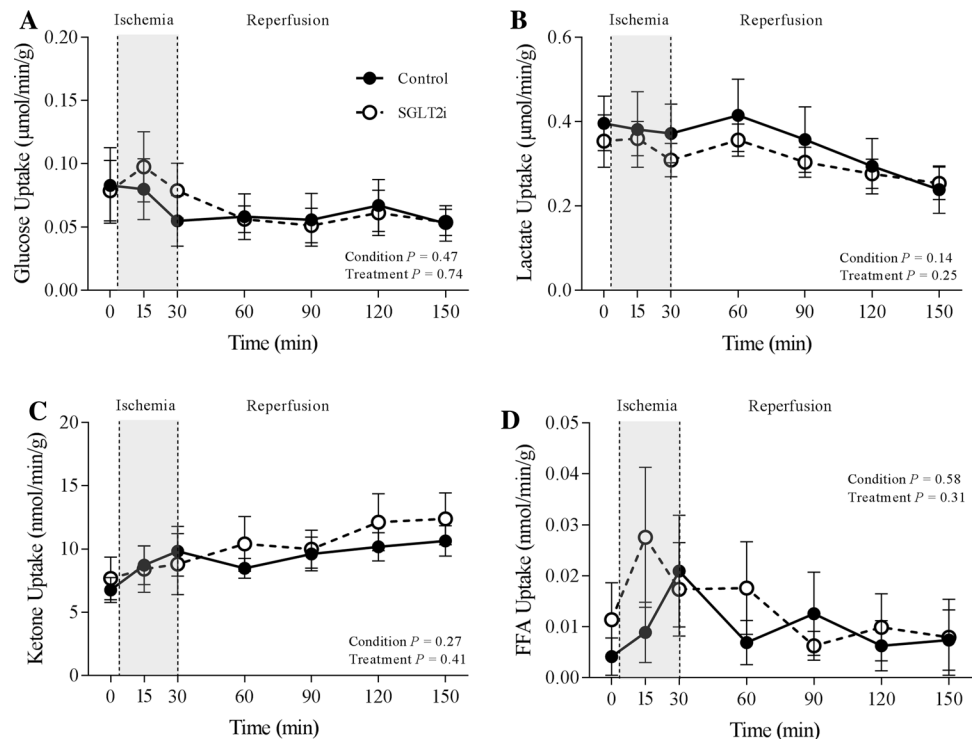 A
Ischemia
Reperfusion
0.20
0.15
0.10
0.05
0.00
Glucose Uptake (μmol/min/g)
Control
SGLT2i
Condition P = 0.47
Treatment P = 0.74
0 15 30 60 90 120 150
Time (min)
B
Ischemia
Reperfusion
0.6
0.4
0.2
0.0
Lactate Uptake (μmol/min/g)
Condition P = 0.14
Treatment P = 0.25
0 15 30 60 90 120 150
Time (min)
C
Ischemia
Reperfusion
20
15
10
5
0
Ketone Uptake (nmol/min/g)
Condition P = 0.27
Treatment P = 0.41
0 15 30 60 90 120 150
Time (min)
D
Ischemia
Reperfusion
0.05
0.04
0.03
0.02
0.01
0.00
FFA Uptake (nmol/min/g)
Condition P = 0.58
Treatment P = 0.31
0 15 30 60 90 120 150
Time (min)